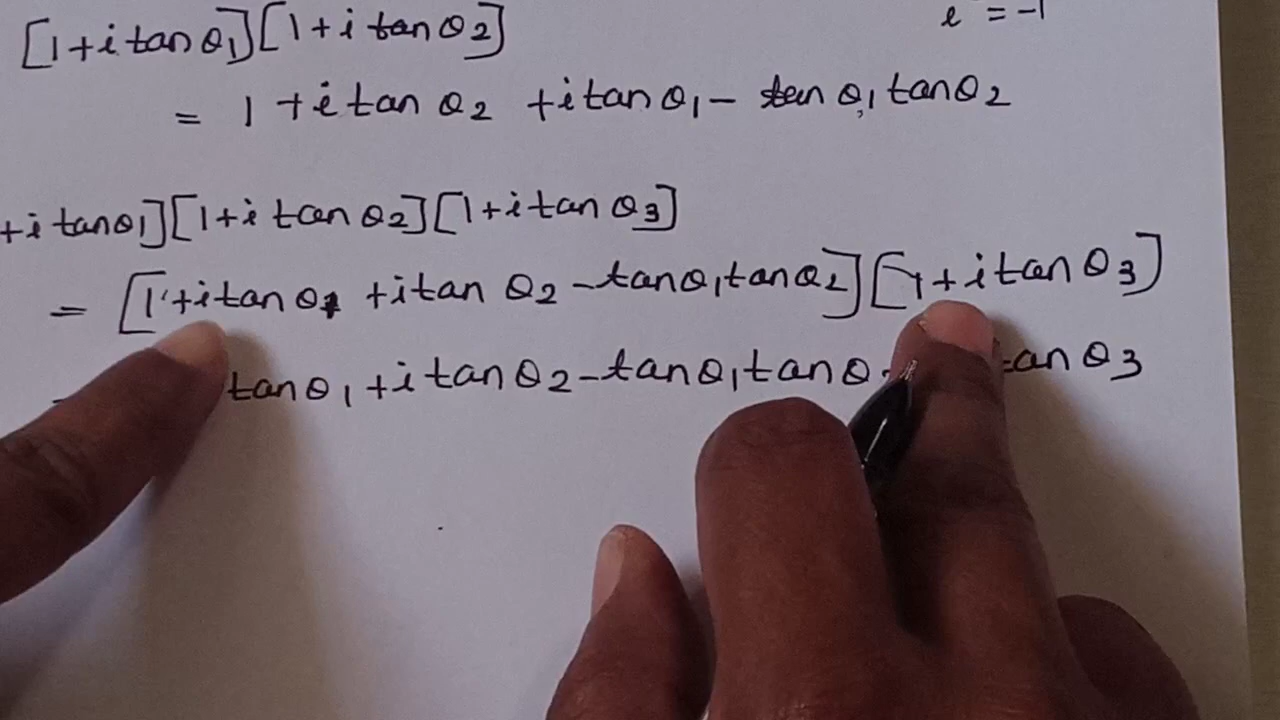 [1+i tan θ1][1+i tan θ2]
i = -1
= 1 + i tan θ2 + i tan θ1 - tan θ1 tan θ2
+i tan θ1][1+i tan θ2][1+i tan θ3]
= [1+i tan θ1 + i tan θ2 - tan θ1 tan θ2][1+i tan θ3]
tan θ1 + i tan θ2 - tan θ1 tan θ tan θ3